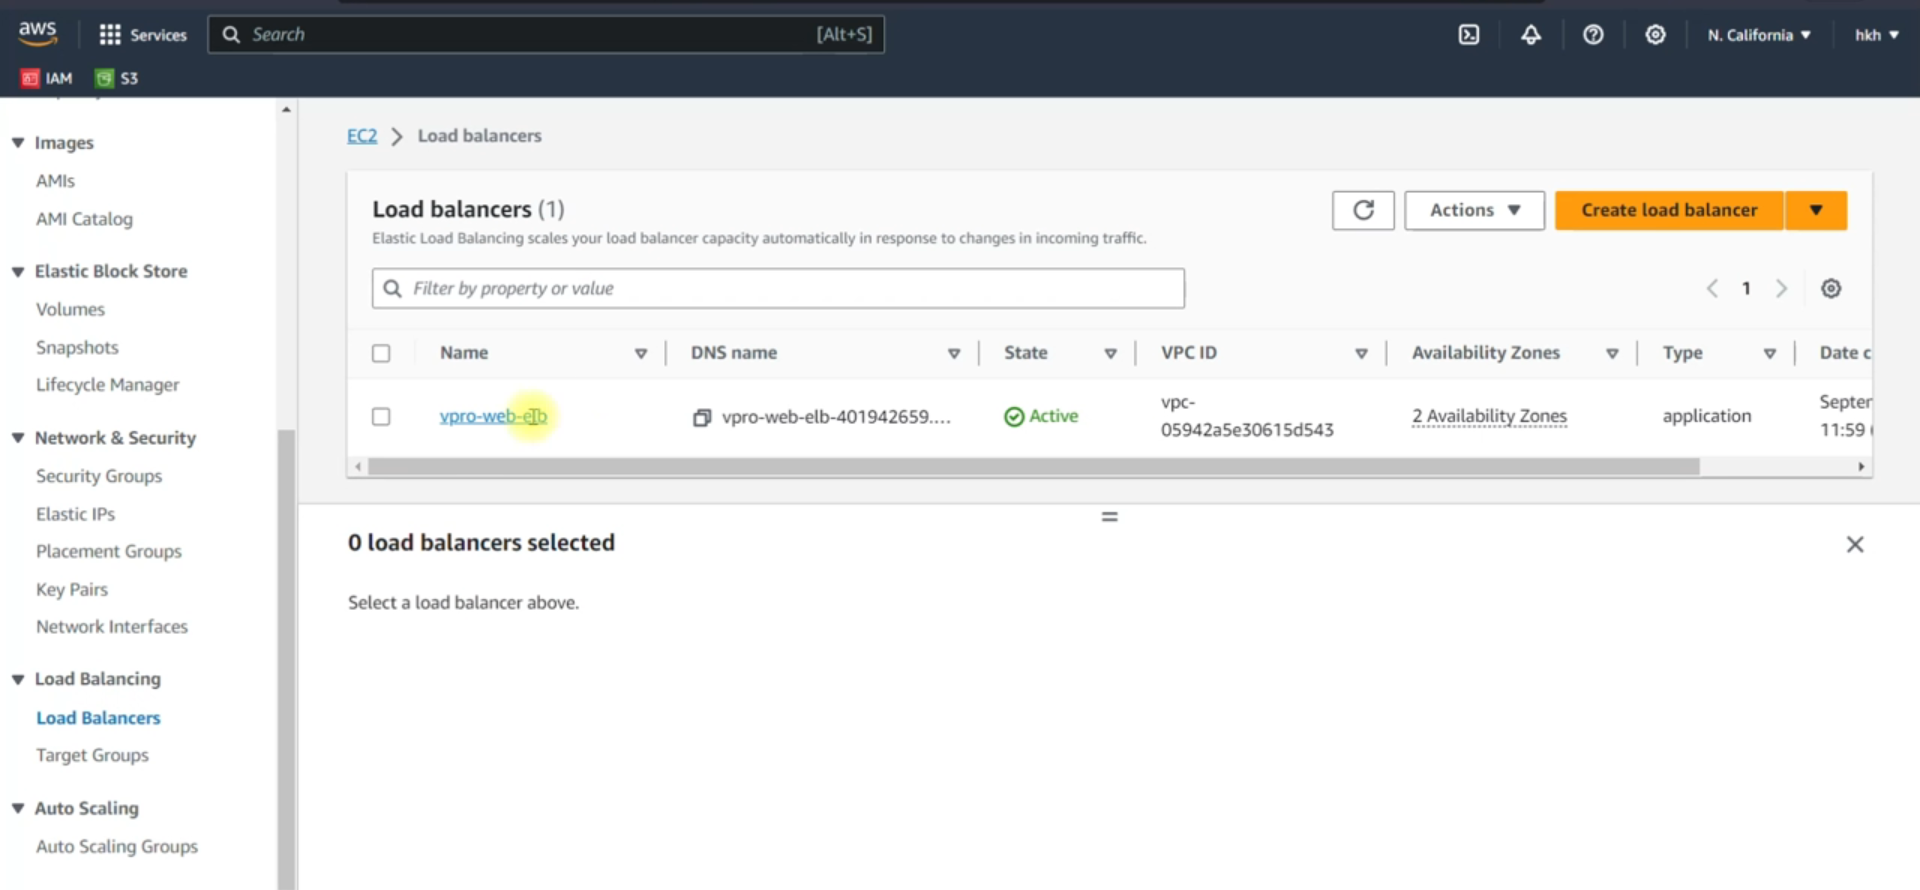 aws
Services
Search
[Alt+S]
N. California
hkh
IAM
S3
Images
AMIs
AMI Catalog
Elastic Block Store
Volumes
Snapshots
Lifecycle Manager
Network & Security
Security Groups
Elastic IPs
Placement Groups
Key Pairs
Network Interfaces
Load Balancing
Load Balancers
Target Groups
Auto Scaling
Auto Scaling Groups
EC2 > Load balancers
Load balancers (1)
Elastic Load Balancing scales your load balancer capacity automatically in response to changes in incoming traffic.
Actions
Create load balancer
Filter by property or value
1
Name
DNS name
State
VPC ID
Availability Zones
Type
Date c
vpro-web-elb
vpro-web-elb-401942659....
Active
vpc-
05942a5e30615d543
2 Availability Zones
application
Septer
11:59
0 load balancers selected
Select a load balancer above.